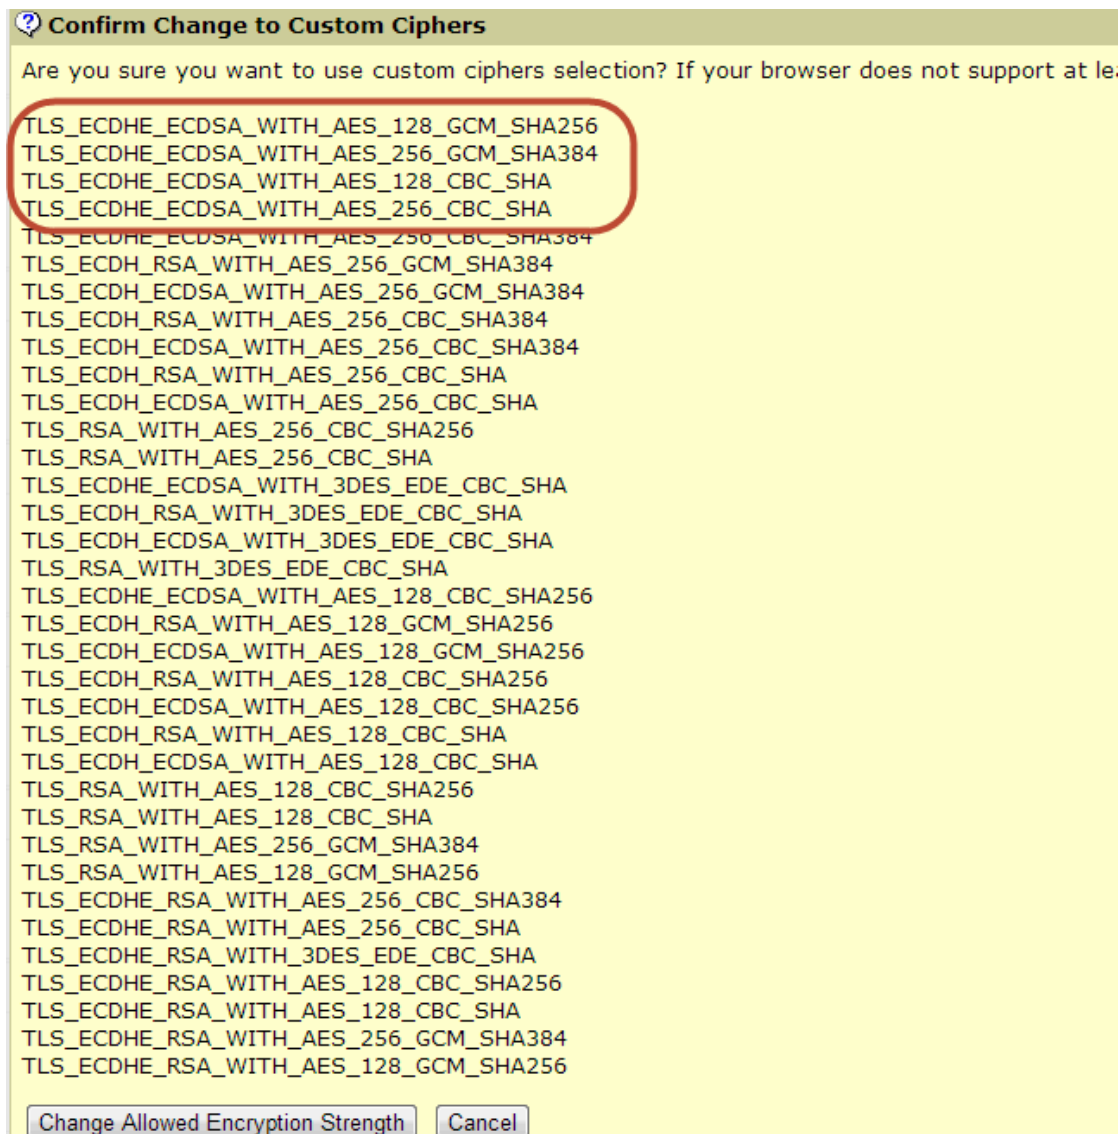 Confirm Change to Custom Ciphers
Are you sure you want to use custom ciphers selection? If your browser does not support at
TLS_ECDHE_ECDSA_WITH_AES_128_GCM_SHA256
TLS_ECDHE_ECDSA_WITH_AES_256_GCM_SHA384
TLS_ECDHE_ECDSA_WITH_AES_128_CBC_SHA
TLS_ECDHE_ECDSA_WITH_AES_256_CBC_SHA
TLS_ECDHE_ECDSA_WITH_AES_256_CBC_SHA384
TLS_ECDH_RSA_WITH_AES_256_GCM_SHA384
TLS_ECDH_ECDSA_WITH_AES_256_GCM_SHA384
TLS_ECDH_RSA_WITH_AES_256_CBC_SHA384
TLS_ECDH_ECDSA_WITH_AES_256_CBC_SHA384
TLS_ECDH_RSA_WITH_AES_256_CBC_SHA
TLS_ECDH_ECDSA_WITH_AES_256_CBC_SHA
TLS_RSA_WITH_AES_256_CBC_SHA256
TLS_RSA_WITH_AES_256_CBC_SHA
TLS_ECDHE_ECDSA_WITH_3DES_EDE_CBC_SHA
TLS_ECDH_RSA_WITH_3DES_EDE_CBC_SHA
TLS_ECDH_ECDSA_WITH_3DES_EDE_CBC_SHA
TLS_RSA_WITH_3DES_EDE_CBC_SHA
TLS_ECDHE_ECDSA_WITH_AES_128_CBC_SHA256
TLS_ECDH_RSA_WITH_AES_128_GCM_SHA256
TLS_ECDH_ECDSA_WITH_AES_128_GCM_SHA256
TLS_ECDH_RSA_WITH_AES_128_CBC_SHA256
TLS_ECDH_ECDSA_WITH_AES_128_CBC_SHA256
TLS_ECDH_RSA_WITH_AES_128_CBC_SHA
TLS_ECDH_ECDSA_WITH_AES_128_CBC_SHA
TLS_RSA_WITH_AES_128_CBC_SHA256
TLS_RSA_WITH_AES_128_CBC_SHA
TLS_RSA_WITH_AES_256_GCM_SHA384
TLS_RSA_WITH_AES_128_GCM_SHA256
TLS_ECDHE_RSA_WITH_AES_256_CBC_SHA384
TLS_ECDHE_RSA_WITH_AES_256_CBC_SHA
TLS_ECDHE_RSA_WITH_3DES_EDE_CBC_SHA
TLS_ECDHE_RSA_WITH_AES_128_CBC_SHA256
TLS_ECDHE_RSA_WITH_AES_128_CBC_SHA
TLS_ECDHE_RSA_WITH_AES_256_GCM_SHA384
TLS_ECDHE_RSA_WITH_AES_128_GCM_SHA256
Change Allowed Encryption Strength Cancel